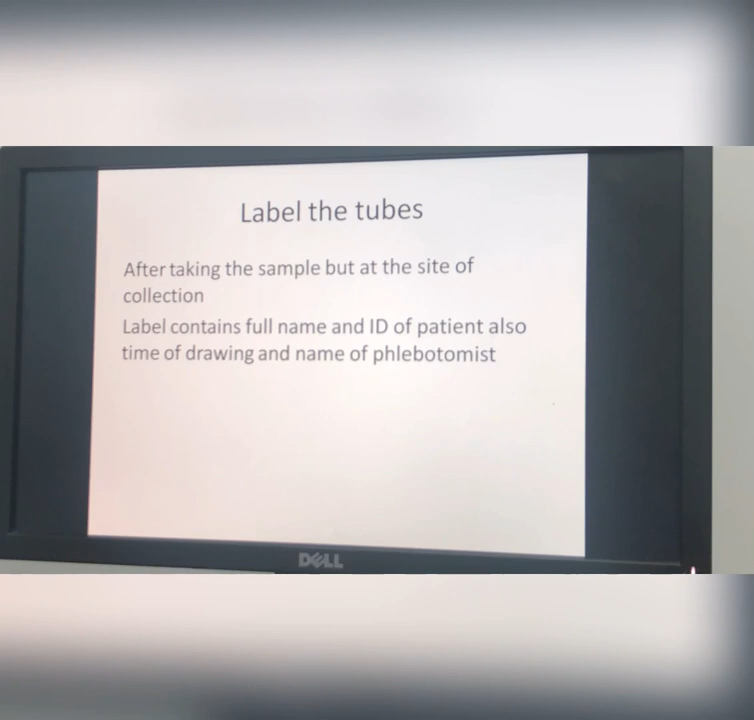 Label the tubes
After taking the sample but at the site of
collection
Label contains full name and ID of patient also
time of drawing and name of phlebotomist
DELL